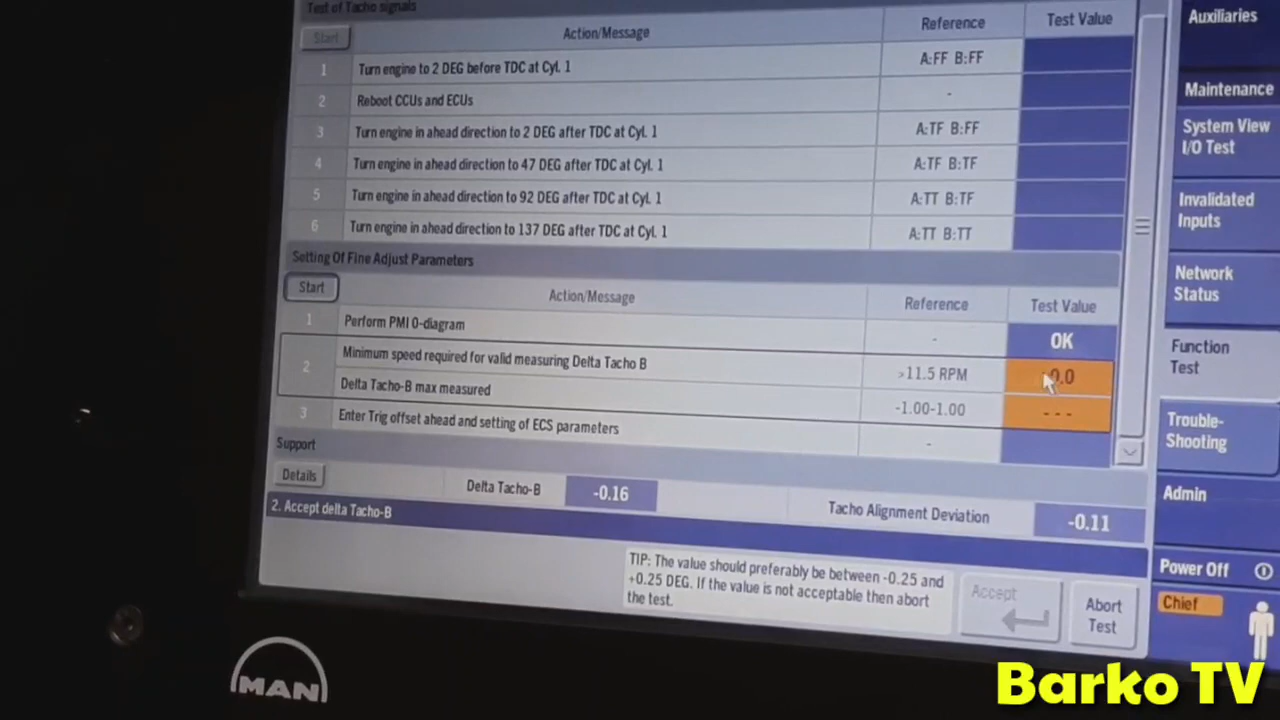 Test of Tacho signals
Start
Action/Message
Reference
Test Value
1 Turn engine to 2 DEG before TDC at Cyl. 1 A:FF B:FF
2 Reboot CCUs and ECUs -
3 Turn engine in ahead direction to 2 DEG after TDC at Cyl. 1 A:TF B:FF
4 Turn engine in ahead direction to 47 DEG after TDC at Cyl. 1 A:TF B:TF
5 Turn engine in ahead direction to 92 DEG after TDC at Cyl. 1 A:TT B:TF
6 Turn engine in ahead direction to 137 DEG after TDC at Cyl. 1 A:TT B:TT
Setting Of Fine Adjust Parameters
Start
Action/Message
Reference
Test Value
1 Perform PMI 0-diagram - OK
2 Minimum speed required for valid measuring Delta Tacho B >11.5 RPM
Delta Tacho-B max measured -1.00-1.00 - - -
3 Enter Trig offset ahead and setting of ECS parameters -
Support
Details
Delta Tacho-B -0.16
Tacho Alignment Deviation -0.11
2. Accept delta Tacho-B
TIP: The value should preferably be between -0.25 and
+0.25 DEG. If the value is not acceptable then abort
the test.
Accept
Abort
Test
Auxiliaries
Maintenance
System View
I/O Test
Invalidated
Inputs
Network
Status
Function
Test
Trouble-
Shooting
Admin
Power Off
Chief
MAN
Barko TV